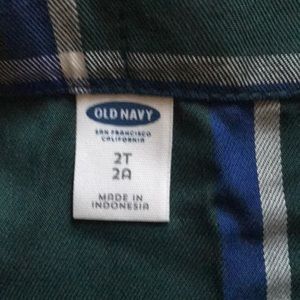 OLD NAVY
SAN FRANCISCO
CALIFORNIA
2T
2A
MADE IN
INDONESIA